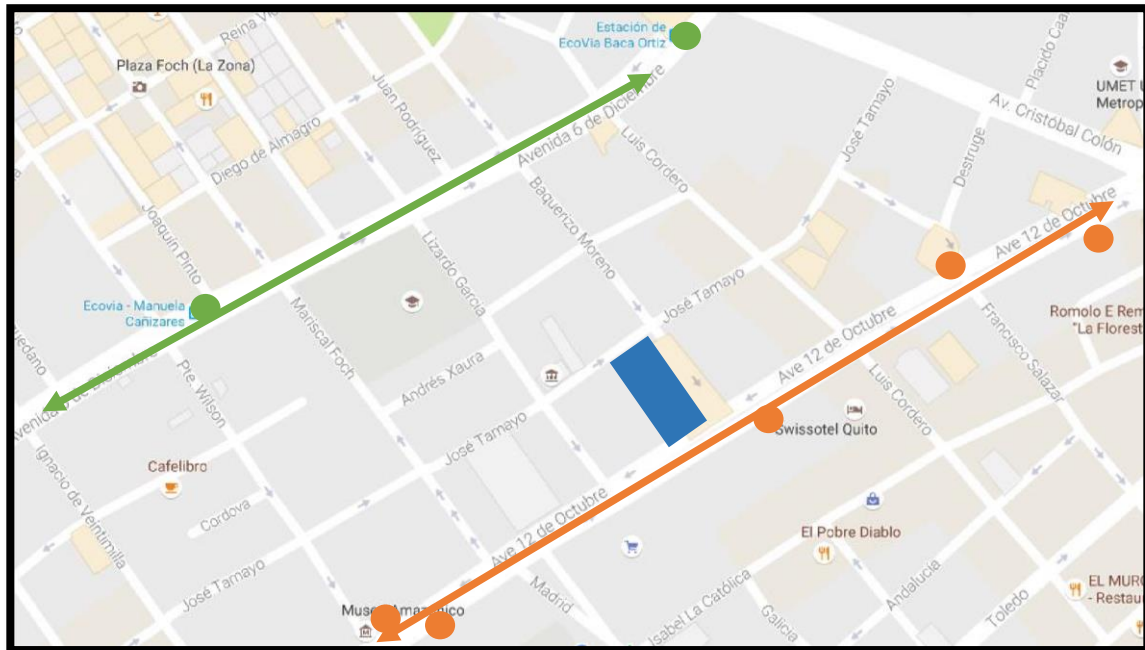 Reina Vi
Estación de
EcoVía Baca Ortiz
Plaza Foch (La Zona)
Juan Rodríguez
Avenida 6 de Diciembre
Diego de Almagro
Luis Cordero
José Tamayo
Placido Caa
UMET U
Metrop
Av. Cristóbal Colón
Destruge
Joaquín Pinto
Lizardo García
Baquerizo Moreno
Ave 12 de Octubre
Ecovia - Manuela
Cañizares
Mariscal Foch
José Tamayo
Romolo E Rem
"La Florest
Francisco Salazar
Pte. Wilson
Andrés Xaura
Ave 12 de Octubre
Luis Cordero
Swissotel Quito
José Tamayo
Cafelibro
Ignacio de Veintimilla
Cordova
Ave 12 de Octubre
El Pobre Diablo
José Tamayo
Madrid
Isabel La Católica
Galicia
Andalucía
Toledo
EL MURC
- Restau